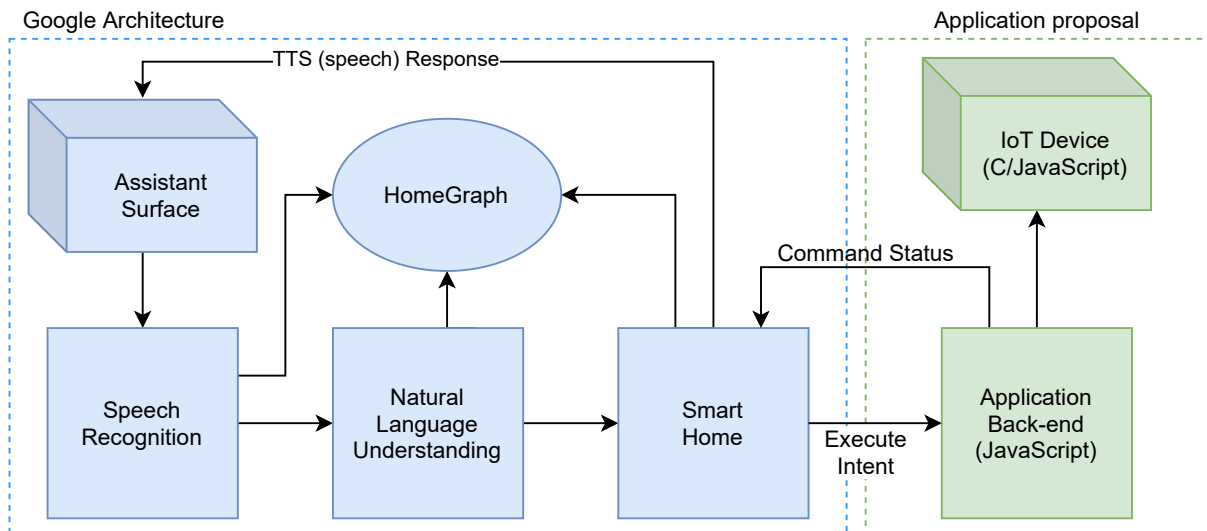 Google Architecture
Application proposal
TTS (speech) Response
Assistant
Surface
HomeGraph
IoT Device
(C/JavaScript)
Command Status
Speech
Recognition
Natural
Language
Understanding
Smart
Home
Execute
Intent
Application
Back-end
(JavaScript)